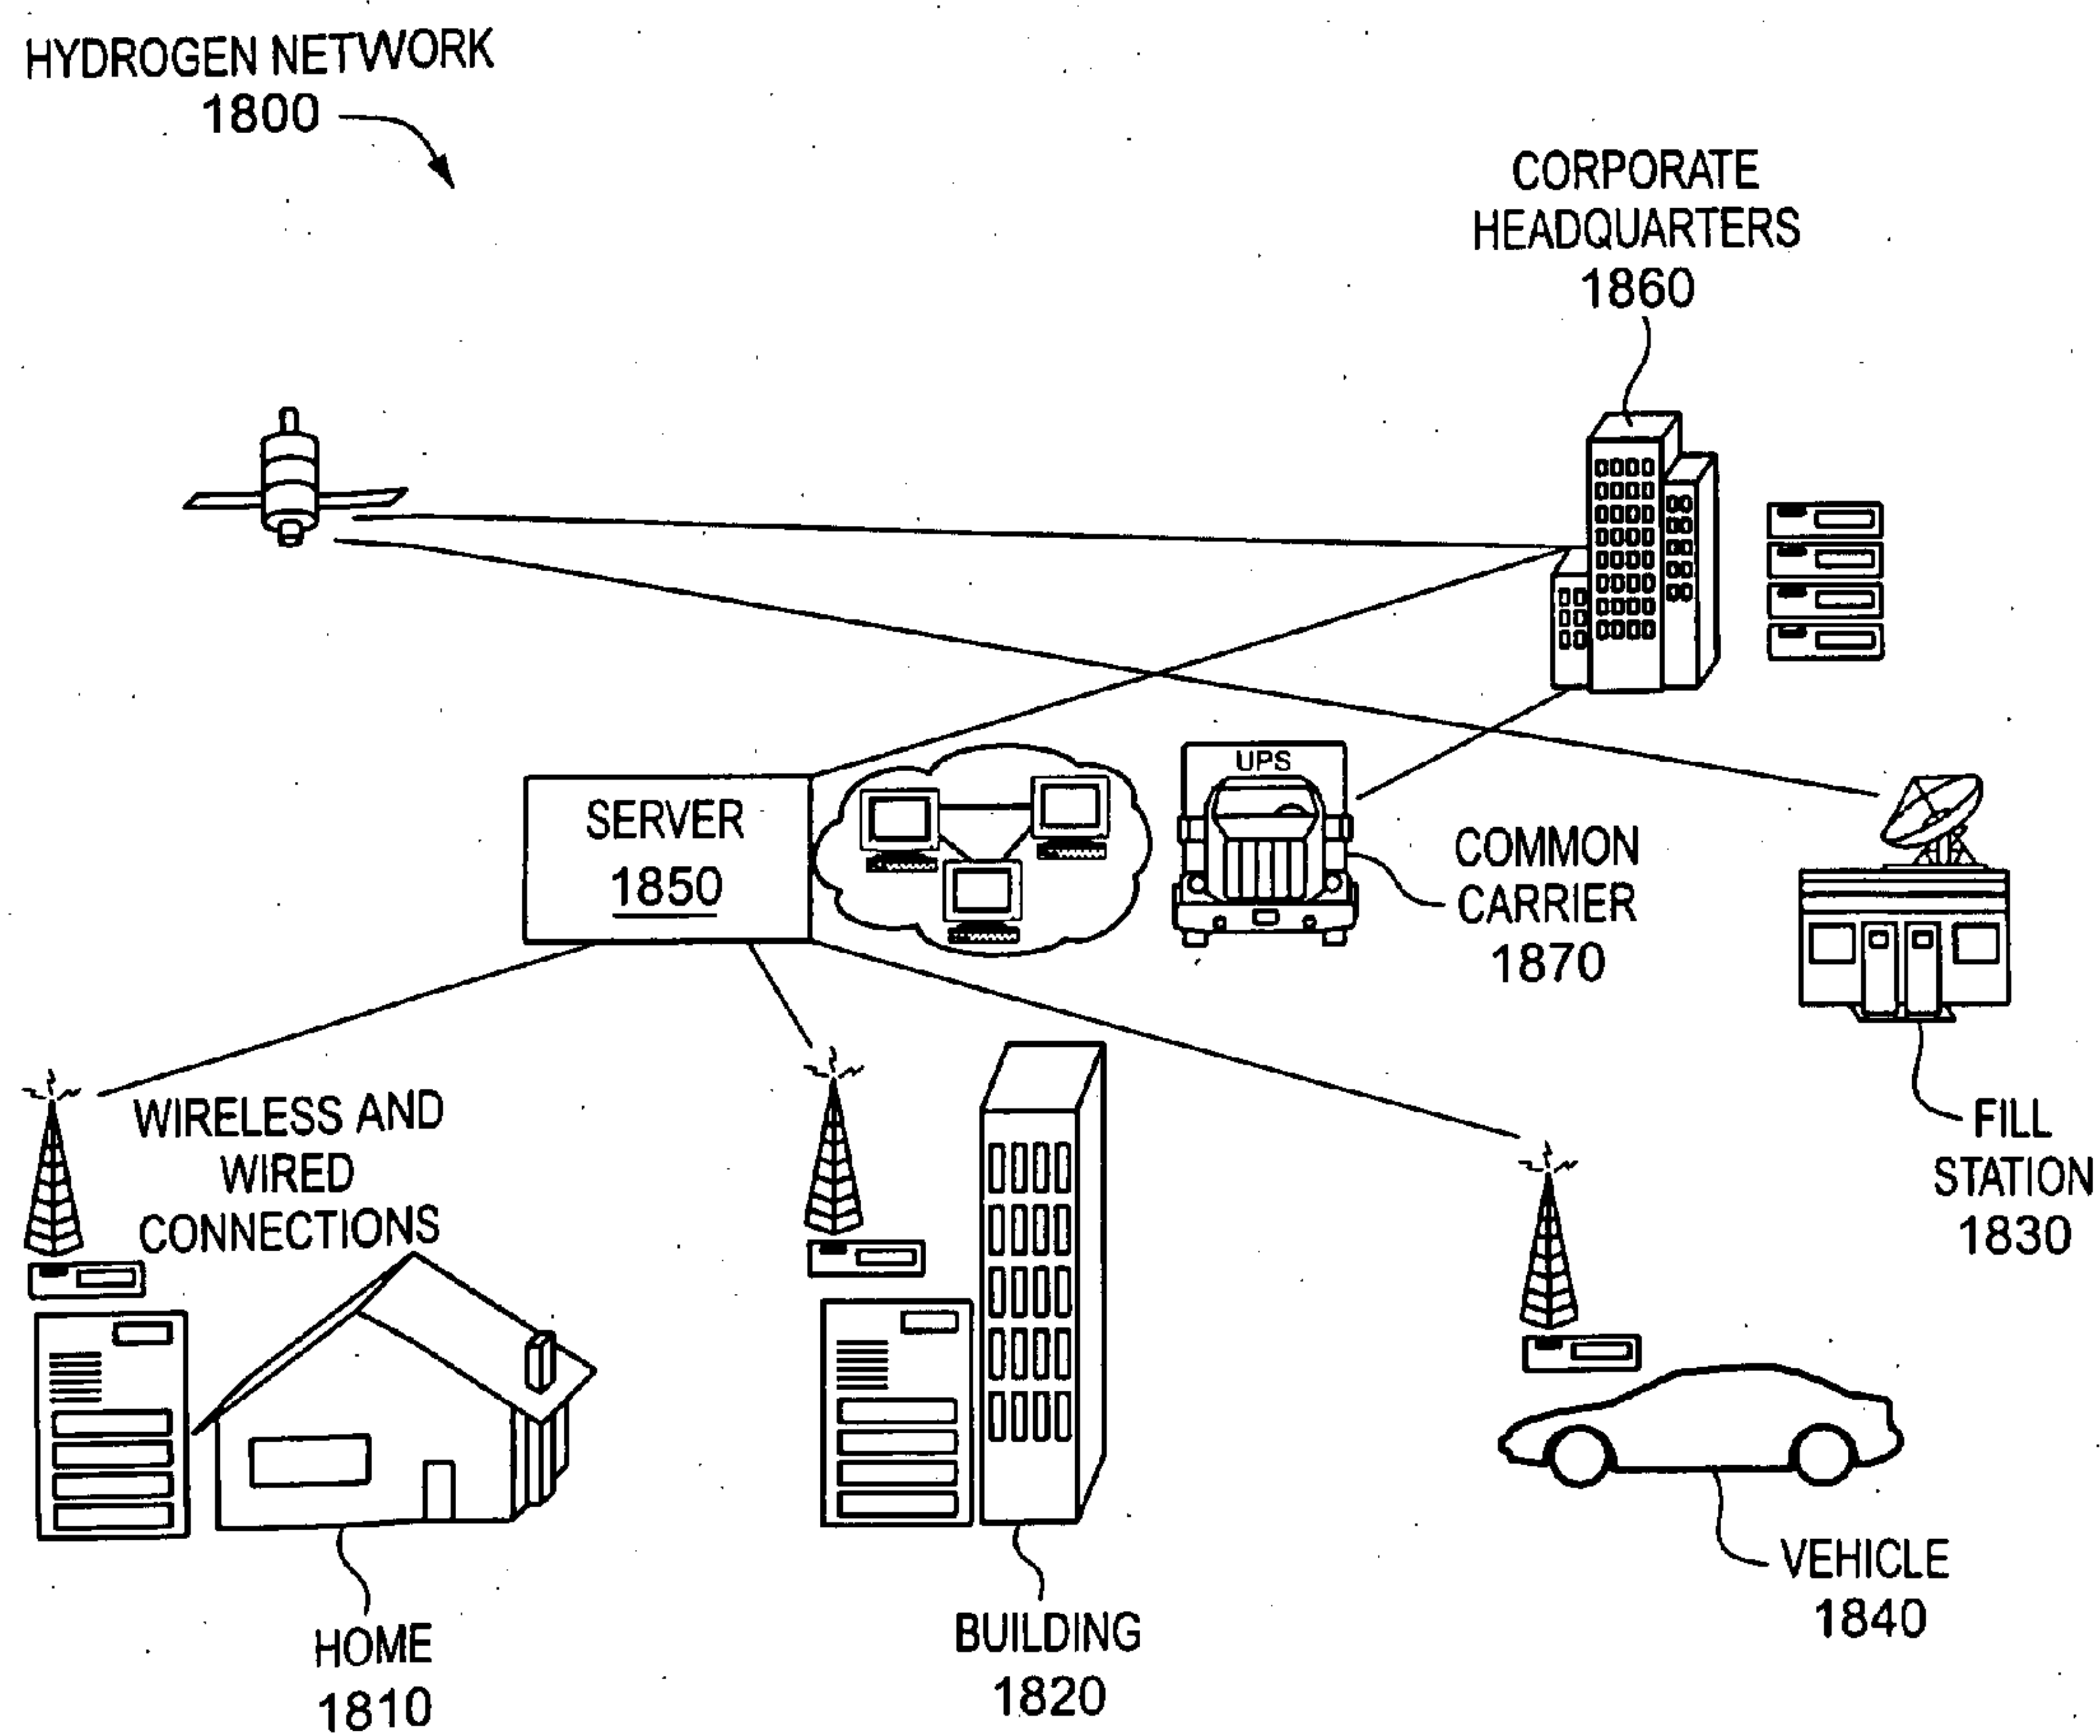 HYDROGEN NETWORK
1800
CORPORATE
HEADQUARTERS
1860
UPS
SERVER
1850
COMMON
CARRIER
1870
WIRELESS AND
WIRED
CONNECTIONS
FILL
STATION
1830
HOME
1810
BUILDING
1820
VEHICLE
1840